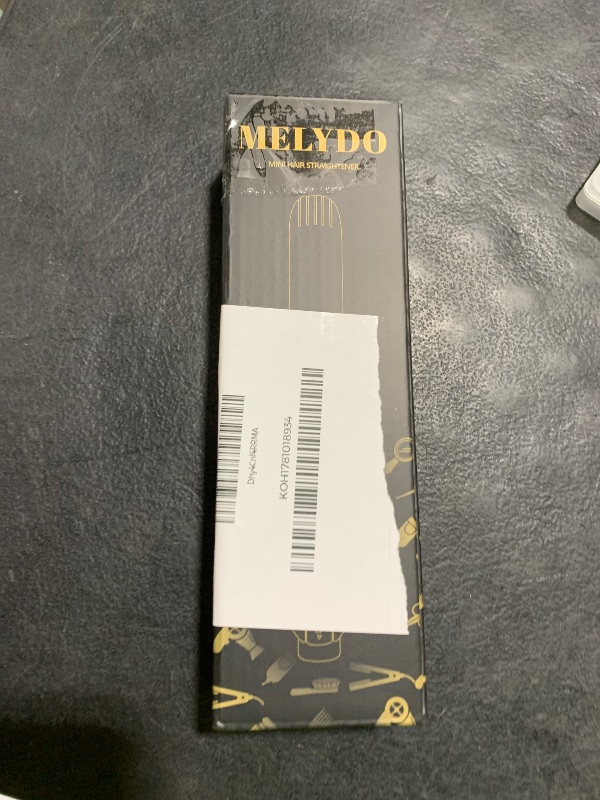 MELYDO
MINI HAIR STRAIGHTENER
KOH1781018934